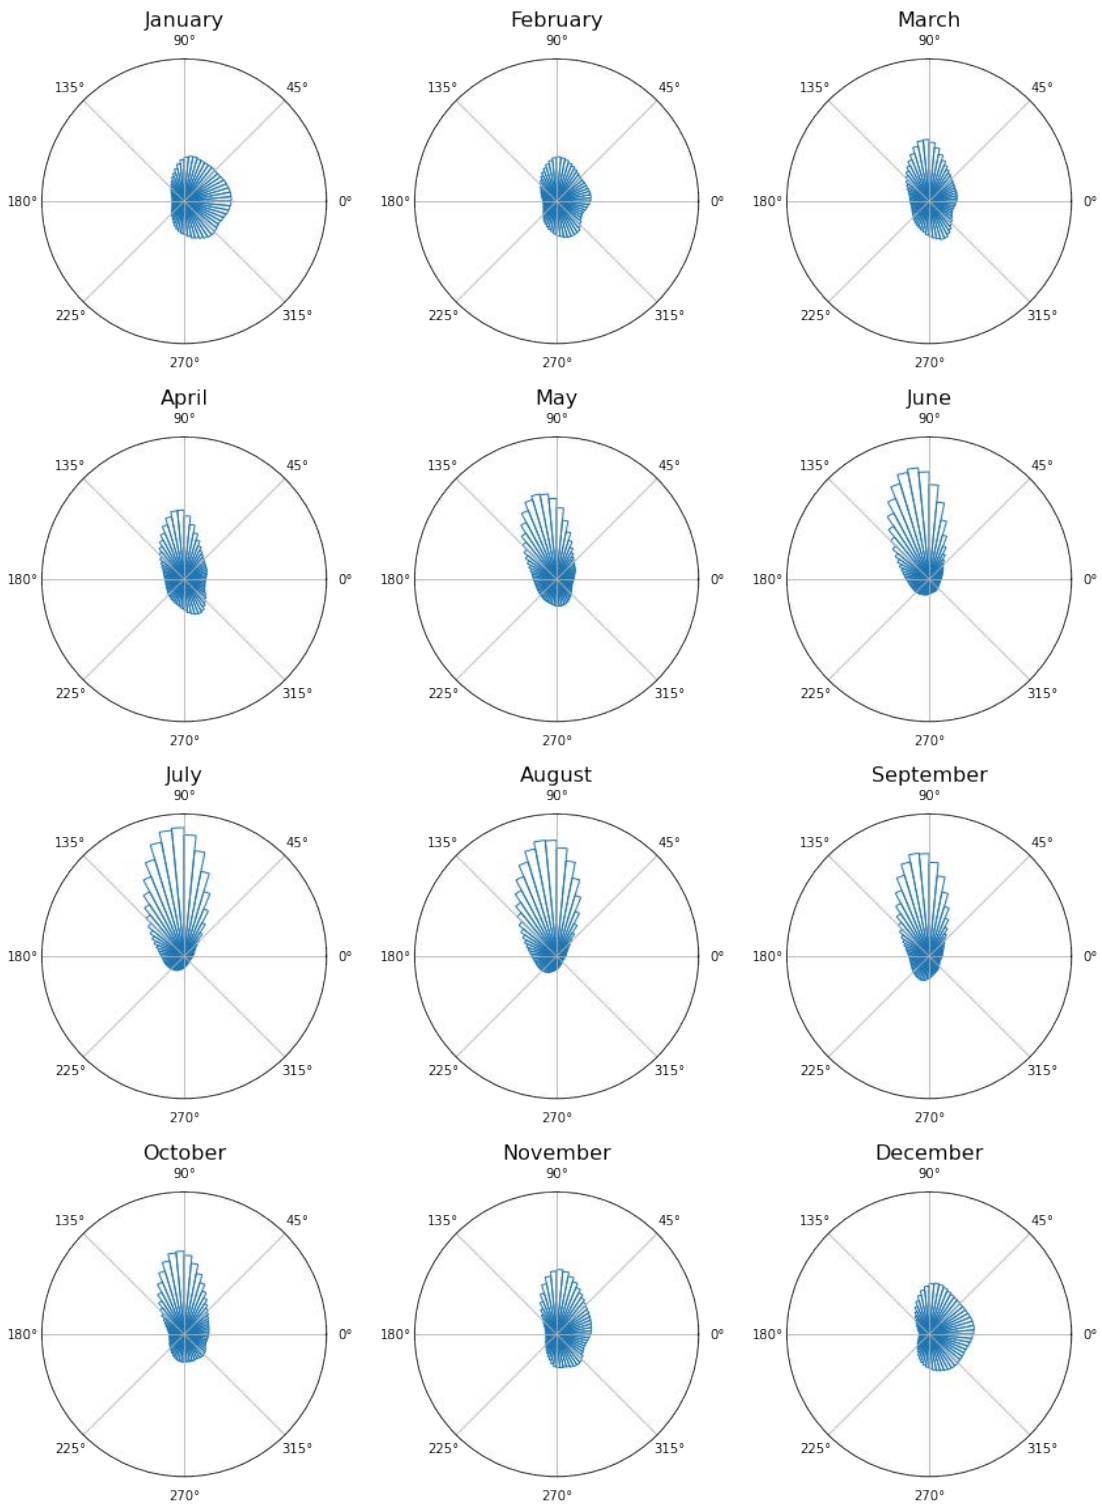 January February March
90° 90° 90°
135° 45° 135° 45° 135° 45°
180° 0° 180° 0° 180° 0°
225° 315° 225° 315° 225° 315°
270° 270° 270°
April May June
90° 90° 90°
135° 45° 135° 45° 135° 45°
180° 0° 180° 0° 180° 0°
225° 315° 225° 315° 225° 315°
270° 270° 270°
July August September
90° 90° 90°
135° 45° 135° 45° 135° 45°
180° 0° 180° 0° 180° 0°
225° 315° 225° 315° 225° 315°
270° 270° 270°
October November December
90° 90° 90°
135° 45° 135° 45° 135° 45°
180° 0° 180° 0° 180° 0°
225° 315° 225° 315° 225° 315°
270° 270° 270°